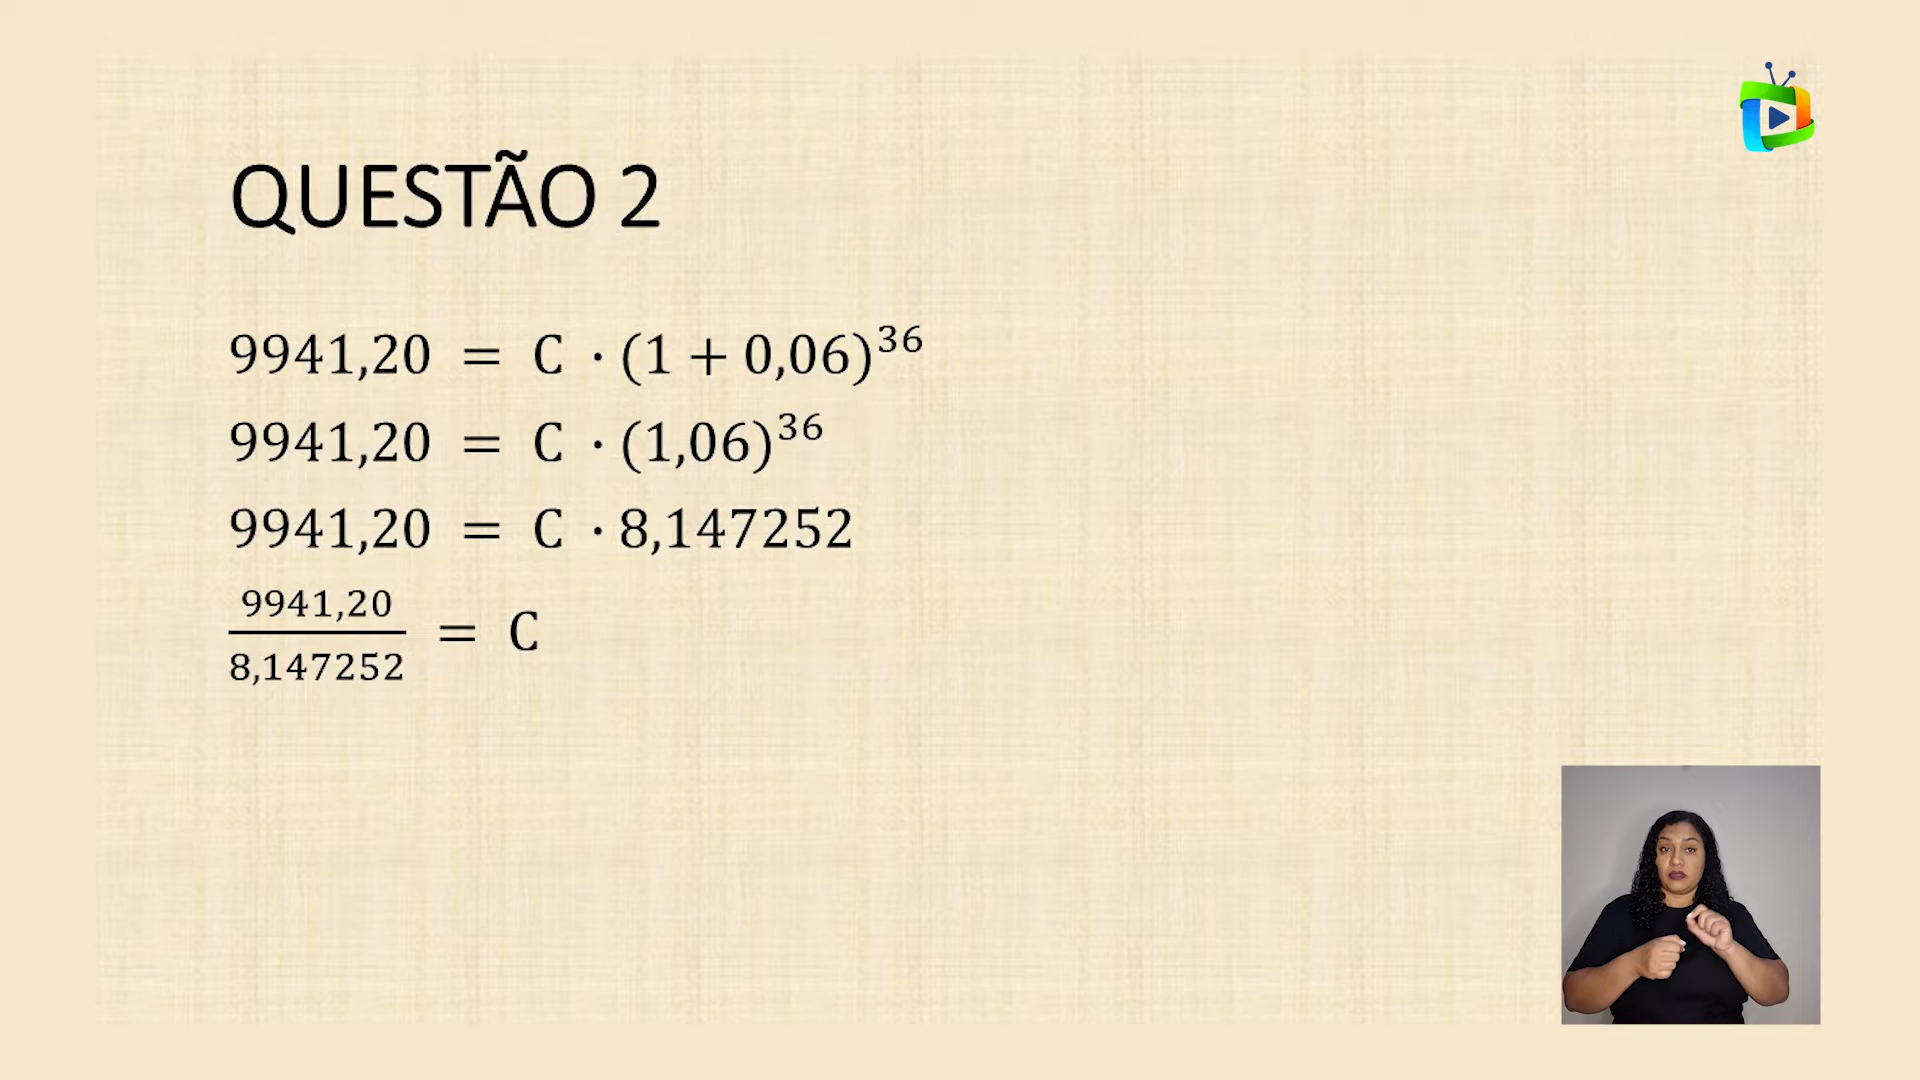 QUESTÃO 2
9941,20 = C · (1 + 0,06)³⁶
9941,20 = C · (1,06)³⁶
9941,20 = C · 8,147252
9941,20/8,147252 = C